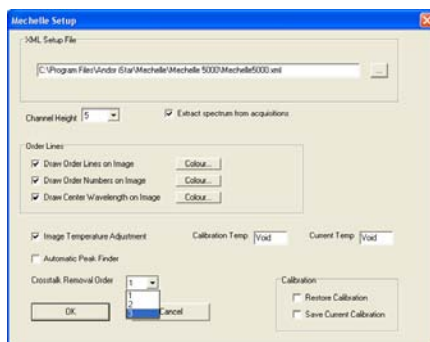 Mechelle Setup
XML Setup File
C:\Program Files\Andor iStar\Mechelle\Mechelle 5000\Mechelle5000.xml
...
Channel Height 5
Extract spectrum from acquisitions
Order Lines
Draw Order Lines on Image Colour...
Draw Order Numbers on Image Colour...
Draw Center Wavelength on Image Colour...
Image Temperature Adjustment Calibration Temp. Void Current Temp Void
Automatic Peak Finder
Crosstalk Removal Order 1
1
2
3
OK Cancel
Calibration
Restore Calibration
Save Current Calibration